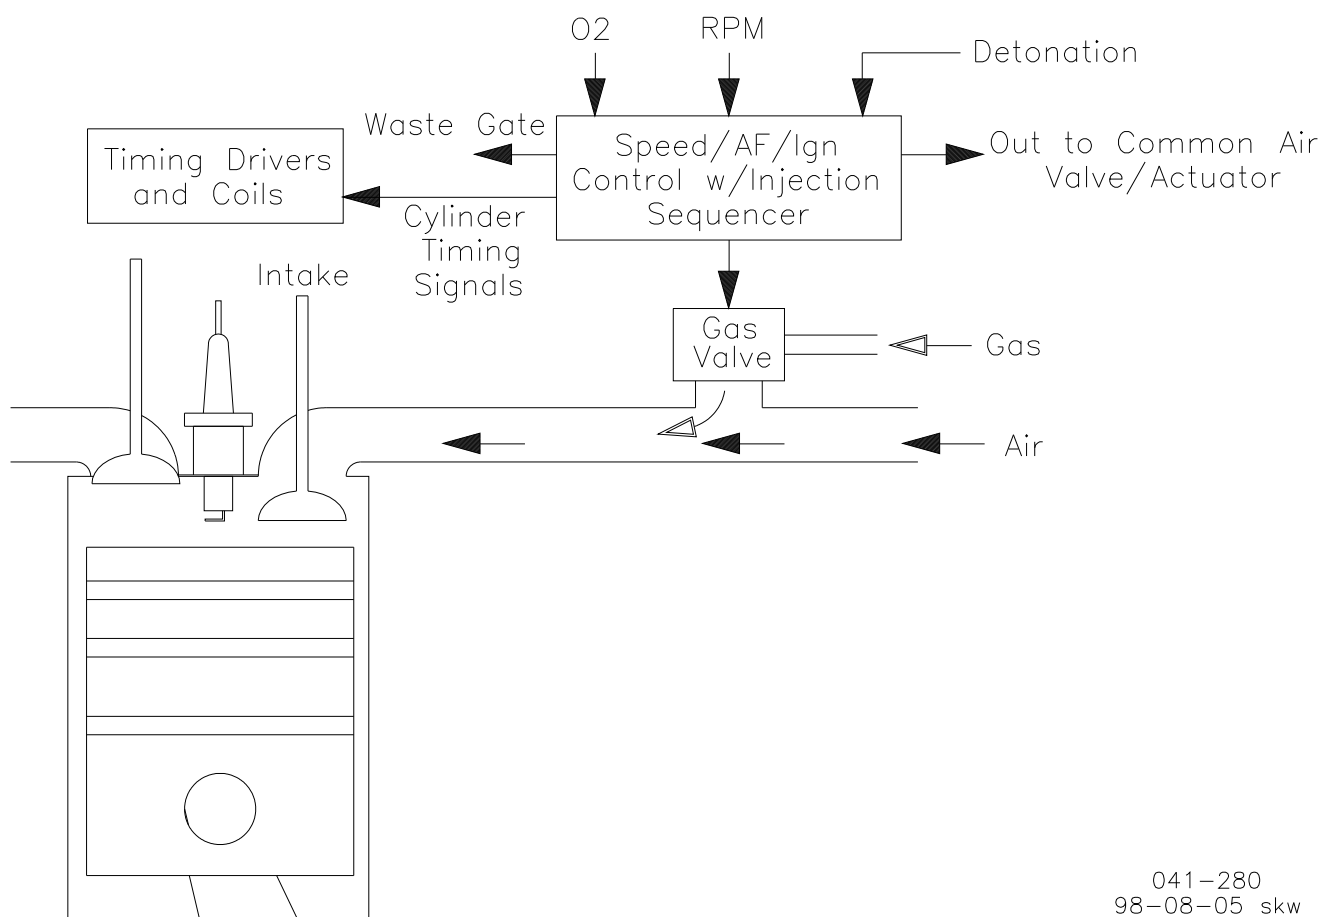 O2
RPM
Detonation
Waste Gate
Speed/AF/Ign
Control w/Injection
Sequencer
Out to Common Air
Valve/Actuator
Timing Drivers
and Coils
Cylinder
Timing
Signals
Intake
Gas
Valve
Gas
Air
041-280
98-08-05 skw